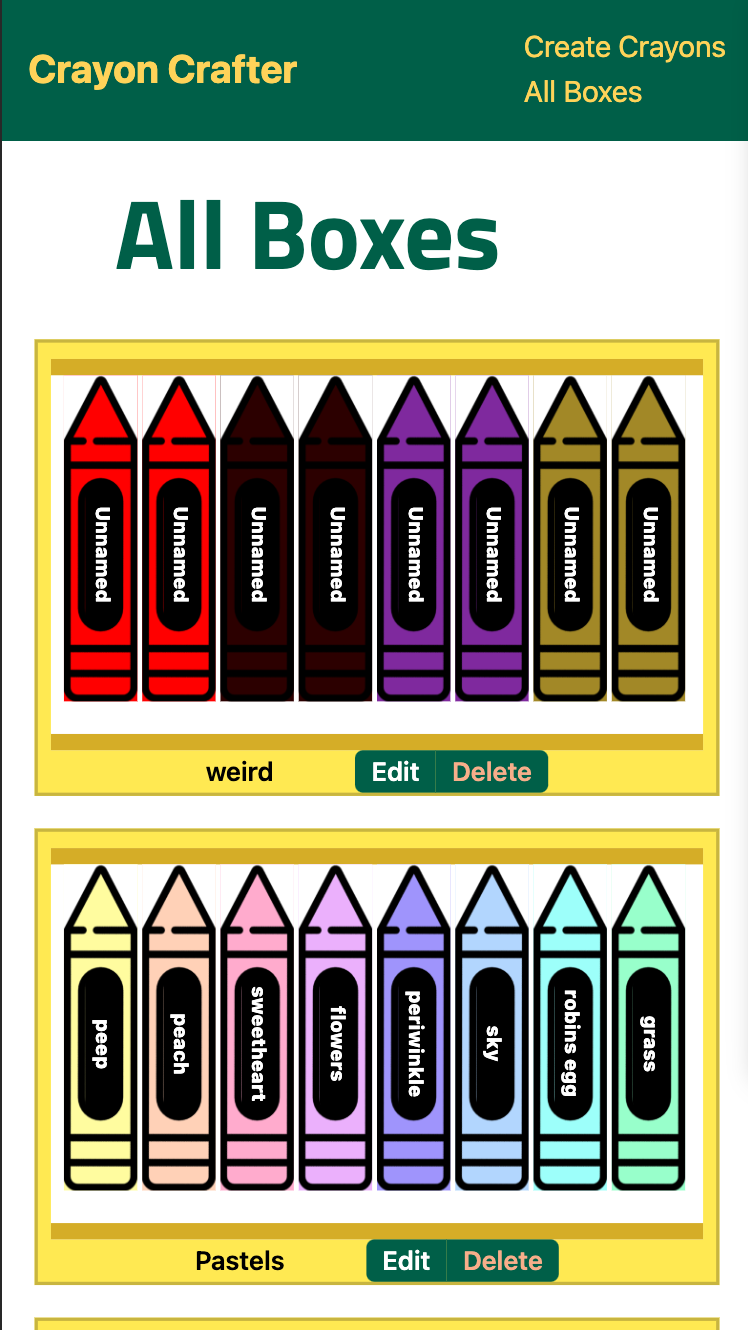 Crayon Crafter
Create Crayons
All Boxes
All Boxes
Unnamed
Unnamed
Unnamed
Unnamed
Unnamed
Unnamed
Unnamed
Unnamed
weird
Edit
Delete
peep
peach
sweetheart
flowers
periwinkle
sky
robins egg
grass
Pastels
Edit
Delete